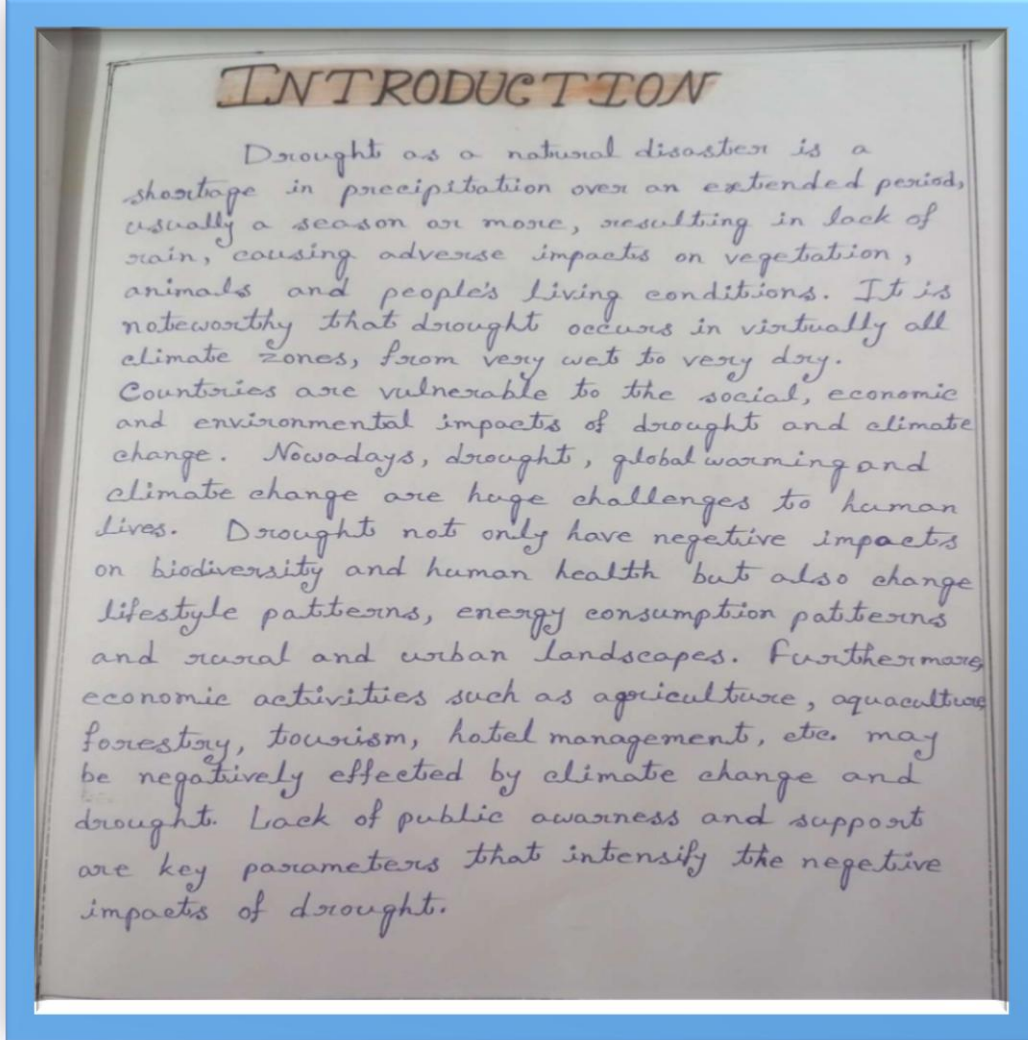 INTRODUCTION
Drought as a natural disaster is a
shortage in precipitation over an extended period,
usually a season or more, resulting in lack of
rain, causing adverse impacts on vegetation,
animals and people's living conditions. It is
noteworthy that drought occurs in virtually all
climate zones, from very wet to very dry.
Countries are vulnerable to the social, economic
and environmental impacts of drought and climate
change. Nowadays, drought, global warming and
climate change are huge challenges to human
lives. Drought not only have negetive impacts
on biodiversity and human health but also change
lifestyle patterns, energy consumption patterns
and rural and urban landscapes. Furthermore,
economic activities such as agriculture, aquaculture,
forestry, tourism, hotel management, etc. may
be negatively effected by climate change and
drought. Lack of public awarness and support
are key parameters that intensify the negetive
impacts of drought.